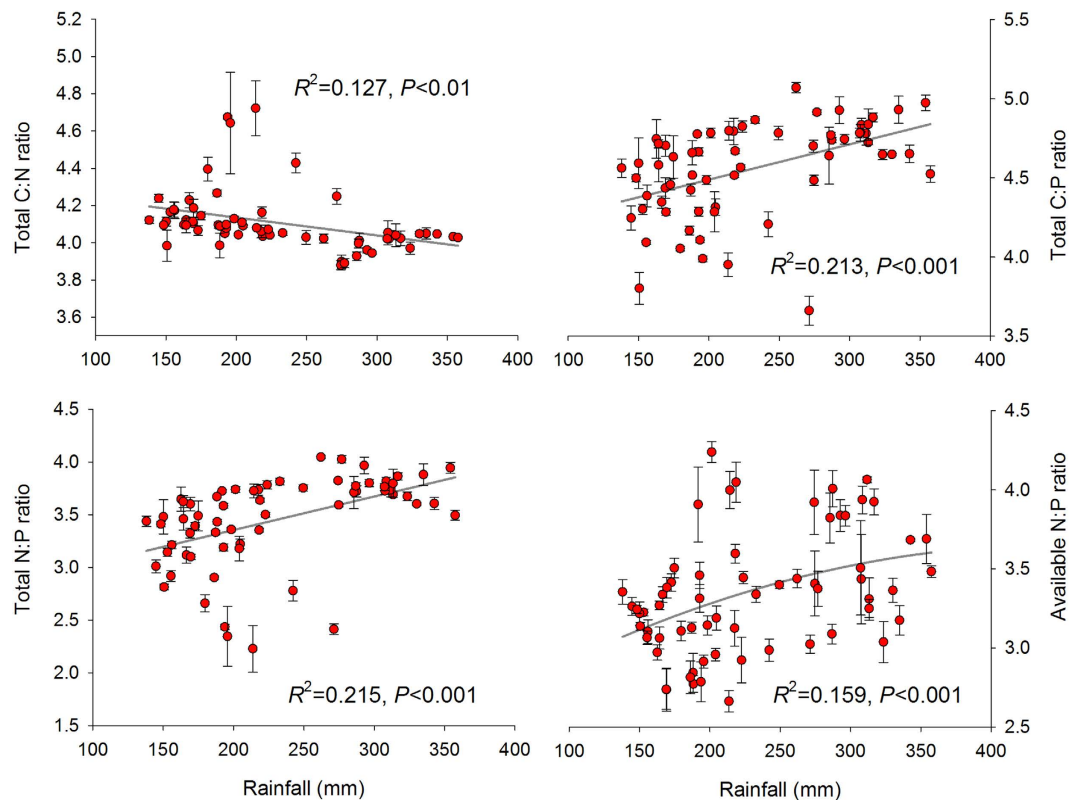 5.2
5.0
4.8
4.6
4.4
4.2
4.0
3.8
3.6
Total C:N ratio
R²=0.127, P<0.01
100 150 200 250 300 350 400
5.5
5.0
4.5
4.0
3.5
Total C:P ratio
R²=0.213, P<0.001
100 150 200 250 300 350 400
4.5
4.0
3.5
3.0
2.5
2.0
1.5
Total N:P ratio
R²=0.215, P<0.001
100 150 200 250 300 350 400
Rainfall (mm)
4.5
4.0
3.5
3.0
2.5
Available N:P ratio
R²=0.159, P<0.001
100 150 200 250 300 350 400
Rainfall (mm)